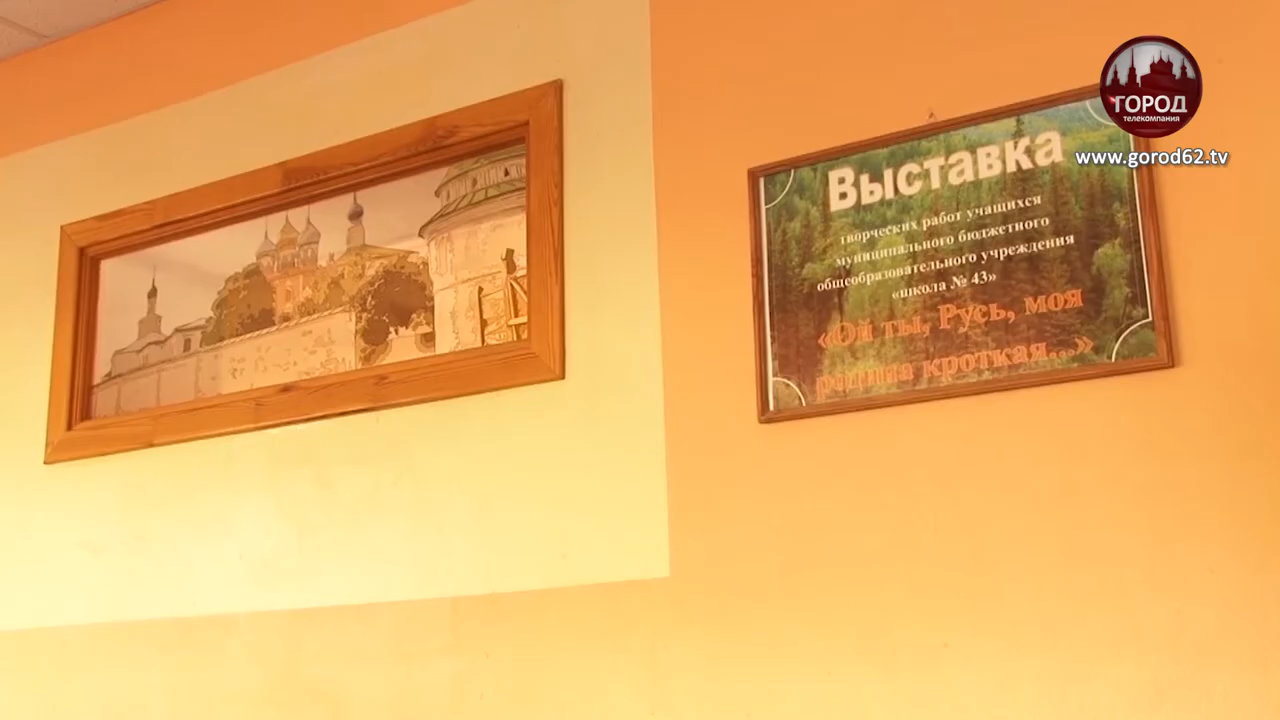 ГОРОД
телекомпания
www.gorod62.tv
Выставка
творческих работ учащихся
муниципального бюджетного
общеобразовательного учреждения
«школа № 43»
«Ой ты, Русь, моя
родина кроткая...»